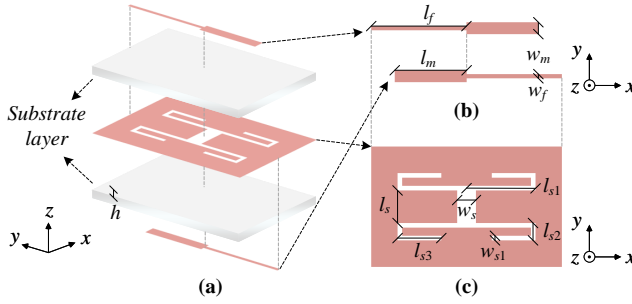 Substrate
layer
h
z
y
x
(a)
l_f
l_m
w_m
w_f
y
z
x
(b)
l_s1
l_s
w_s
l_s2
w_s1
l_s3
y
z
x
(c)